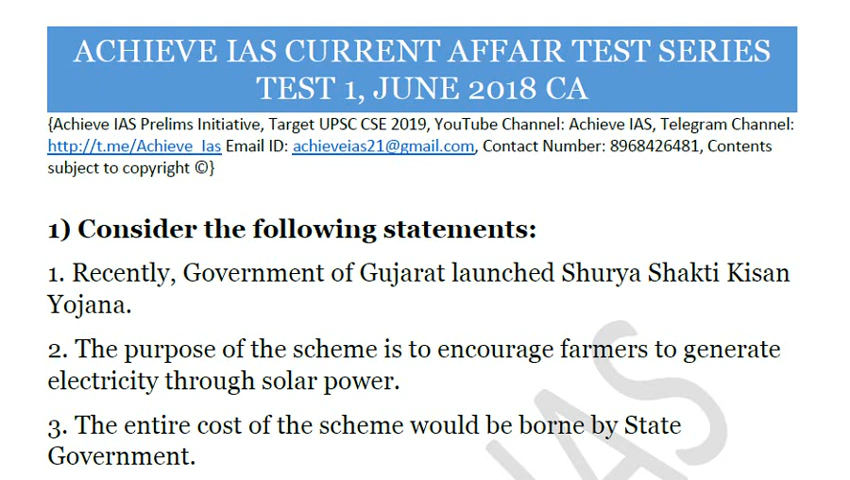 ACHIEVE IAS CURRENT AFFAIR TEST SERIES
TEST 1, JUNE 2018 CA
{Achieve IAS Prelims Initiative, Target UPSC CSE 2019, YouTube Channel: Achieve IAS, Telegram Channel:
http://t.me/Achieve_Ias Email ID: achieveias21@gmail.com, Contact Number: 8968426481, Contents
subject to copyright ©}
1) Consider the following statements:
1. Recently, Government of Gujarat launched Shurya Shakti Kisan
Yojana.
2. The purpose of the scheme is to encourage farmers to generate
electricity through solar power.
3. The entire cost of the scheme would be borne by State
Government.
IAS